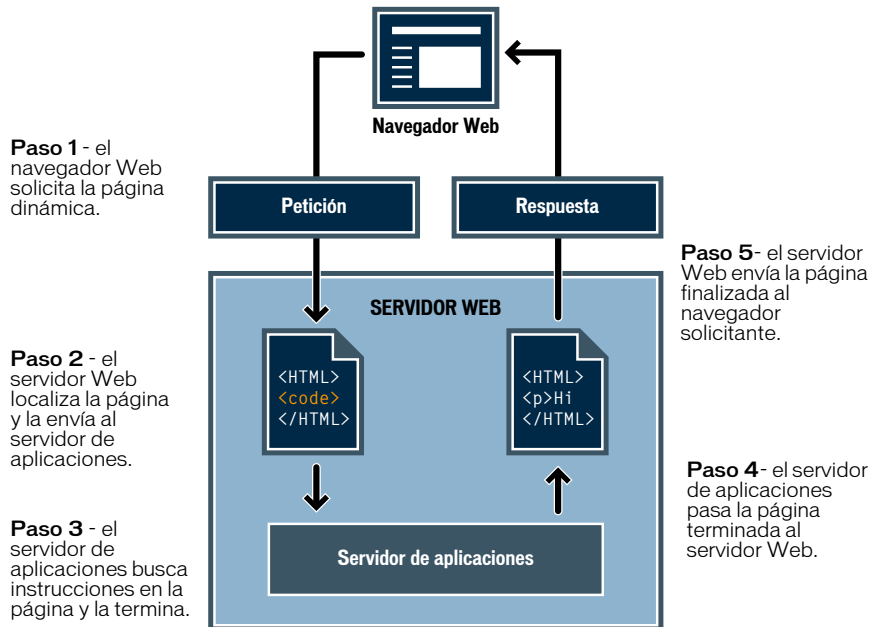 Navegador Web
Paso 1 - el
navegador Web
solicita la página
dinámica.
Petición
Respuesta
Paso 5- el servidor
Web envía la página
finalizada al
navegador
solicitante.
SERVIDOR WEB
Paso 2 - el
servidor Web
localiza la página
y la envía al
servidor de
aplicaciones.
<HTML>
<code>
</HTML>
<HTML>
<p>Hi
</HTML>
Paso 4- el servidor
de aplicaciones
pasa la página
terminada al
servidor Web.
Paso 3 - el
servidor de
aplicaciones busca
instrucciones en la
página y la termina.
Servidor de aplicaciones